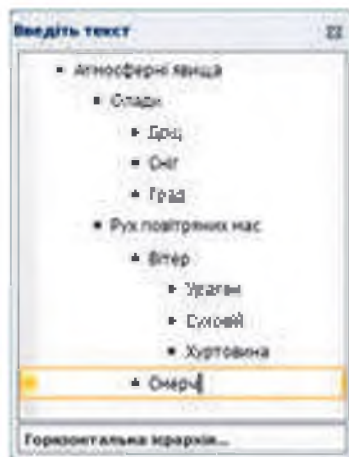 Введіть текст
Атмосферні явища
Опади
Дощ
Сніг
Град
Рух повітряних мас
Вітер
Ураган
Суховій
Хуртовина
Смерч
Горизонтальна ієрархія...